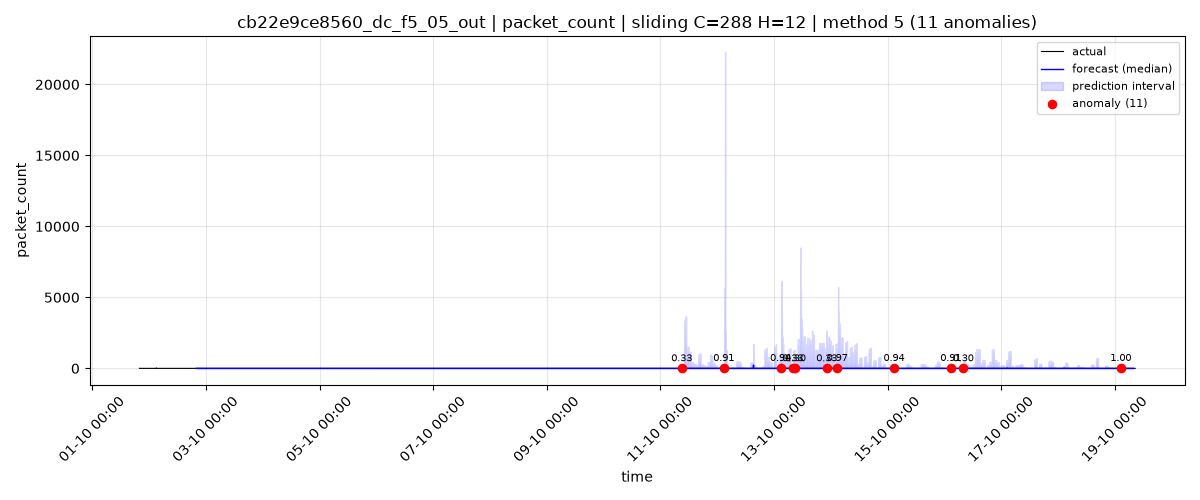 cb22e9ce8560_dc_f5_05_out | packet_count | sliding C=288 H=12 | method 5 (11 anomalies)
actual
forecast (median)
prediction interval
anomaly (11)
packet_count
20000
15000
10000
5000
0
0.33 0.91 0.97 0.94 0.91 0.30 1.00
01-10 00:00
03-10 00:00
05-10 00:00
07-10 00:00
09-10 00:00
11-10 00:00
13-10 00:00
15-10 00:00
17-10 00:00
19-10 00:00
time